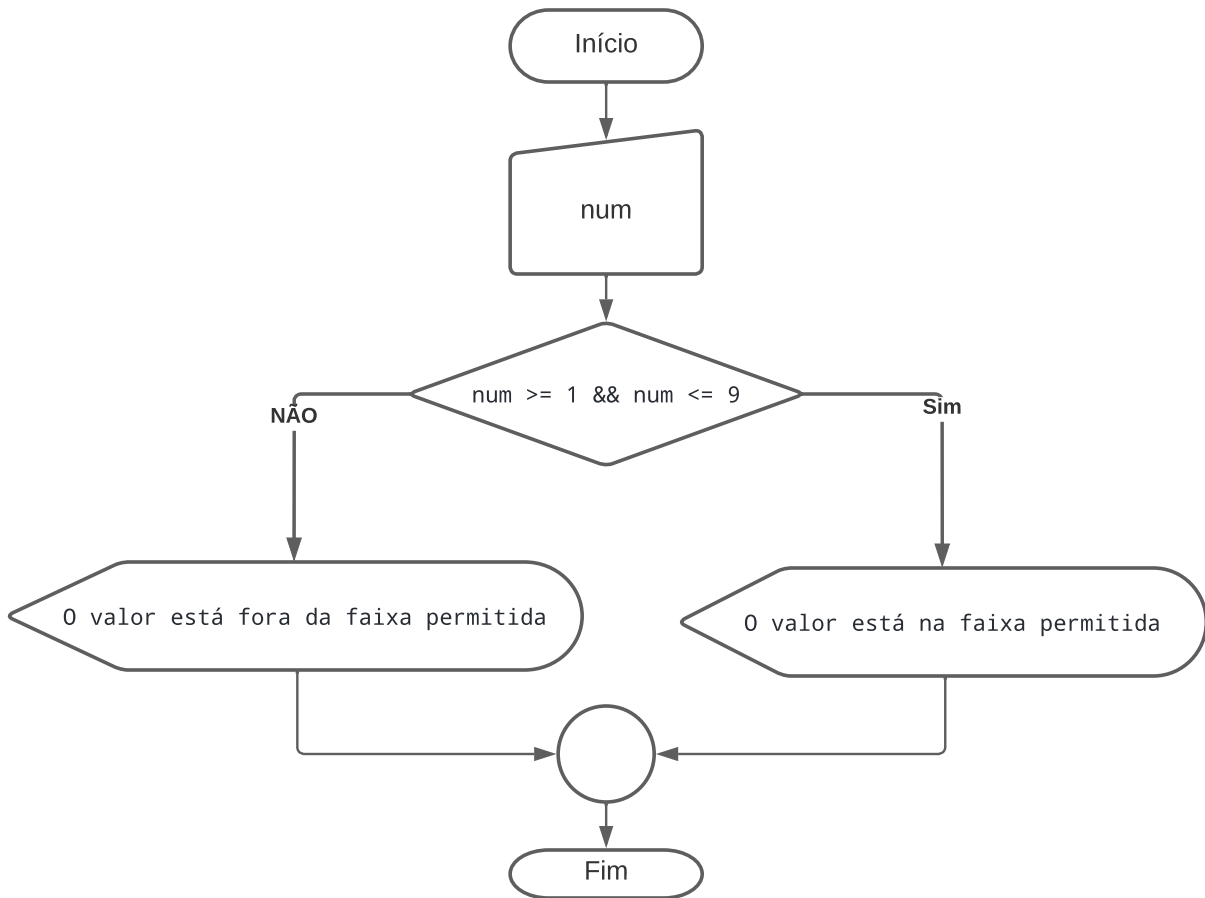 Início
num
num >= 1 && num <= 9
NÃO
Sim
O valor está fora da faixa permitida
O valor está na faixa permitida
Fim